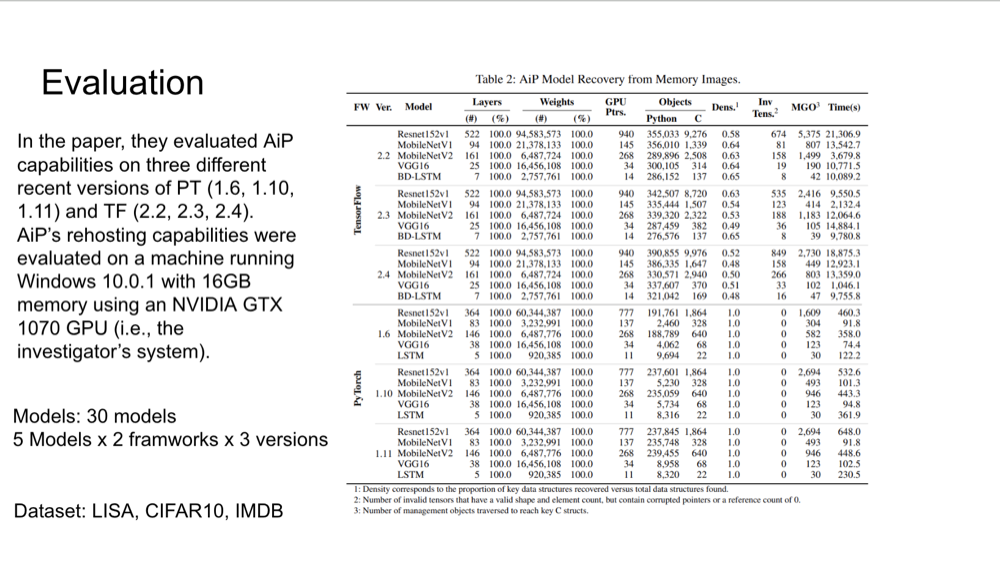 Evaluation
In the paper, they evaluated AiP
capabilities on three different
recent versions of PT (1.6, 1.10,
1.11) and TF (2.2, 2.3, 2.4).
AiP's rehosting capabilities were
evaluated on a machine running
Windows 10.0.1 with 16GB
memory using an NVIDIA GTX
1070 GPU (i.e., the
investigator's system).
Models: 30 models
5 Models x 2 framworks x 3 versions
Dataset: LISA, CIFAR10, IMDB
Table 2: AiP Model Recovery from Memory Images.
FW Ver. Model Layers Weights GPU Ptrs. Objects Dens.1 Inv Tens.2 MGO3 Time(s)
(#) (%) (#) (%) Python C
TensorFlow
Resnet152v1 522 100.0 94,583,573 100.0 940 355,033 9,276 0.58 674 5,375 21,306.9
MobileNetV1 94 100.0 21,378,133 100.0 145 356,010 1,339 0.64 81 807 13,542.7
2.2 MobileNetV2 161 100.0 6,487,724 100.0 268 289,896 2,508 0.63 158 1,499 3,679.8
VGG16 25 100.0 16,456,108 100.0 34 300,105 314 0.64 19 190 10,771.5
BD-LSTM 7 100.0 2,757,761 100.0 14 286,152 137 0.65 8 42 10,089.2
Resnet152v1 522 100.0 94,583,573 100.0 940 342,507 8,720 0.63 535 2,416 9,550.5
MobileNetV1 94 100.0 21,378,133 100.0 145 335,444 1,507 0.54 123 414 2,132.4
2.3 MobileNetV2 161 100.0 6,487,724 100.0 268 339,320 2,322 0.53 188 1,183 12,064.6
VGG16 25 100.0 16,456,108 100.0 34 287,459 382 0.49 36 105 14,884.1
BD-LSTM 7 100.0 2,757,761 100.0 14 276,576 137 0.65 8 39 9,780.8
Resnet152v1 522 100.0 94,583,573 100.0 940 390,855 9,976 0.52 849 2,730 18,875.3
MobileNetV1 94 100.0 21,378,133 100.0 145 386,335 1,647 0.48 158 449 12,923.1
2.4 MobileNetV2 161 100.0 6,487,724 100.0 268 330,571 2,940 0.50 266 803 13,359.0
VGG16 25 100.0 16,456,108 100.0 34 337,607 370 0.51 33 102 1,046.1
BD-LSTM 7 100.0 2,757,761 100.0 14 321,042 169 0.48 16 47 9,755.8
PyTorch
Resnet152v1 364 100.0 60,344,387 100.0 777 191,761 1,864 1.0 0 1,609 460.3
MobileNetV1 83 100.0 3,232,991 100.0 137 2,460 328 1.0 0 304 91.8
1.6 MobileNetV2 146 100.0 6,487,776 100.0 268 188,789 640 1.0 0 582 358.0
VGG16 38 100.0 16,456,108 100.0 34 4,062 68 1.0 0 123 74.4
LSTM 5 100.0 920,385 100.0 11 9,694 22 1.0 0 30 122.2
Resnet152v1 364 100.0 60,344,387 100.0 777 237,601 1,864 1.0 0 2,694 532.6
MobileNetV1 83 100.0 3,232,991 100.0 137 5,230 328 1.0 0 493 101.3
1.10 MobileNetV2 146 100.0 6,487,776 100.0 268 235,059 640 1.0 0 946 443.3
VGG16 38 100.0 16,456,108 100.0 34 5,734 68 1.0 0 123 94.8
LSTM 5 100.0 920,385 100.0 11 8,316 22 1.0 0 30 361.9
Resnet152v1 364 100.0 60,344,387 100.0 777 237,845 1,864 1.0 0 2,694 648.0
MobileNetV1 83 100.0 3,232,991 100.0 137 235,748 328 1.0 0 493 91.8
1.11 MobileNetV2 146 100.0 6,487,776 100.0 268 239,455 640 1.0 0 946 448.6
VGG16 38 100.0 16,456,108 100.0 34 8,958 68 1.0 0 123 102.5
LSTM 5 100.0 920,385 100.0 11 8,320 22 1.0 0 30 230.5
1: Density corresponds to the proportion of key data structures recovered versus total data structures found.
2: Number of invalid tensors that have a valid shape and element count, but contain corrupted pointers or a reference count of 0.
3: Number of management objects traversed to reach key C structs.